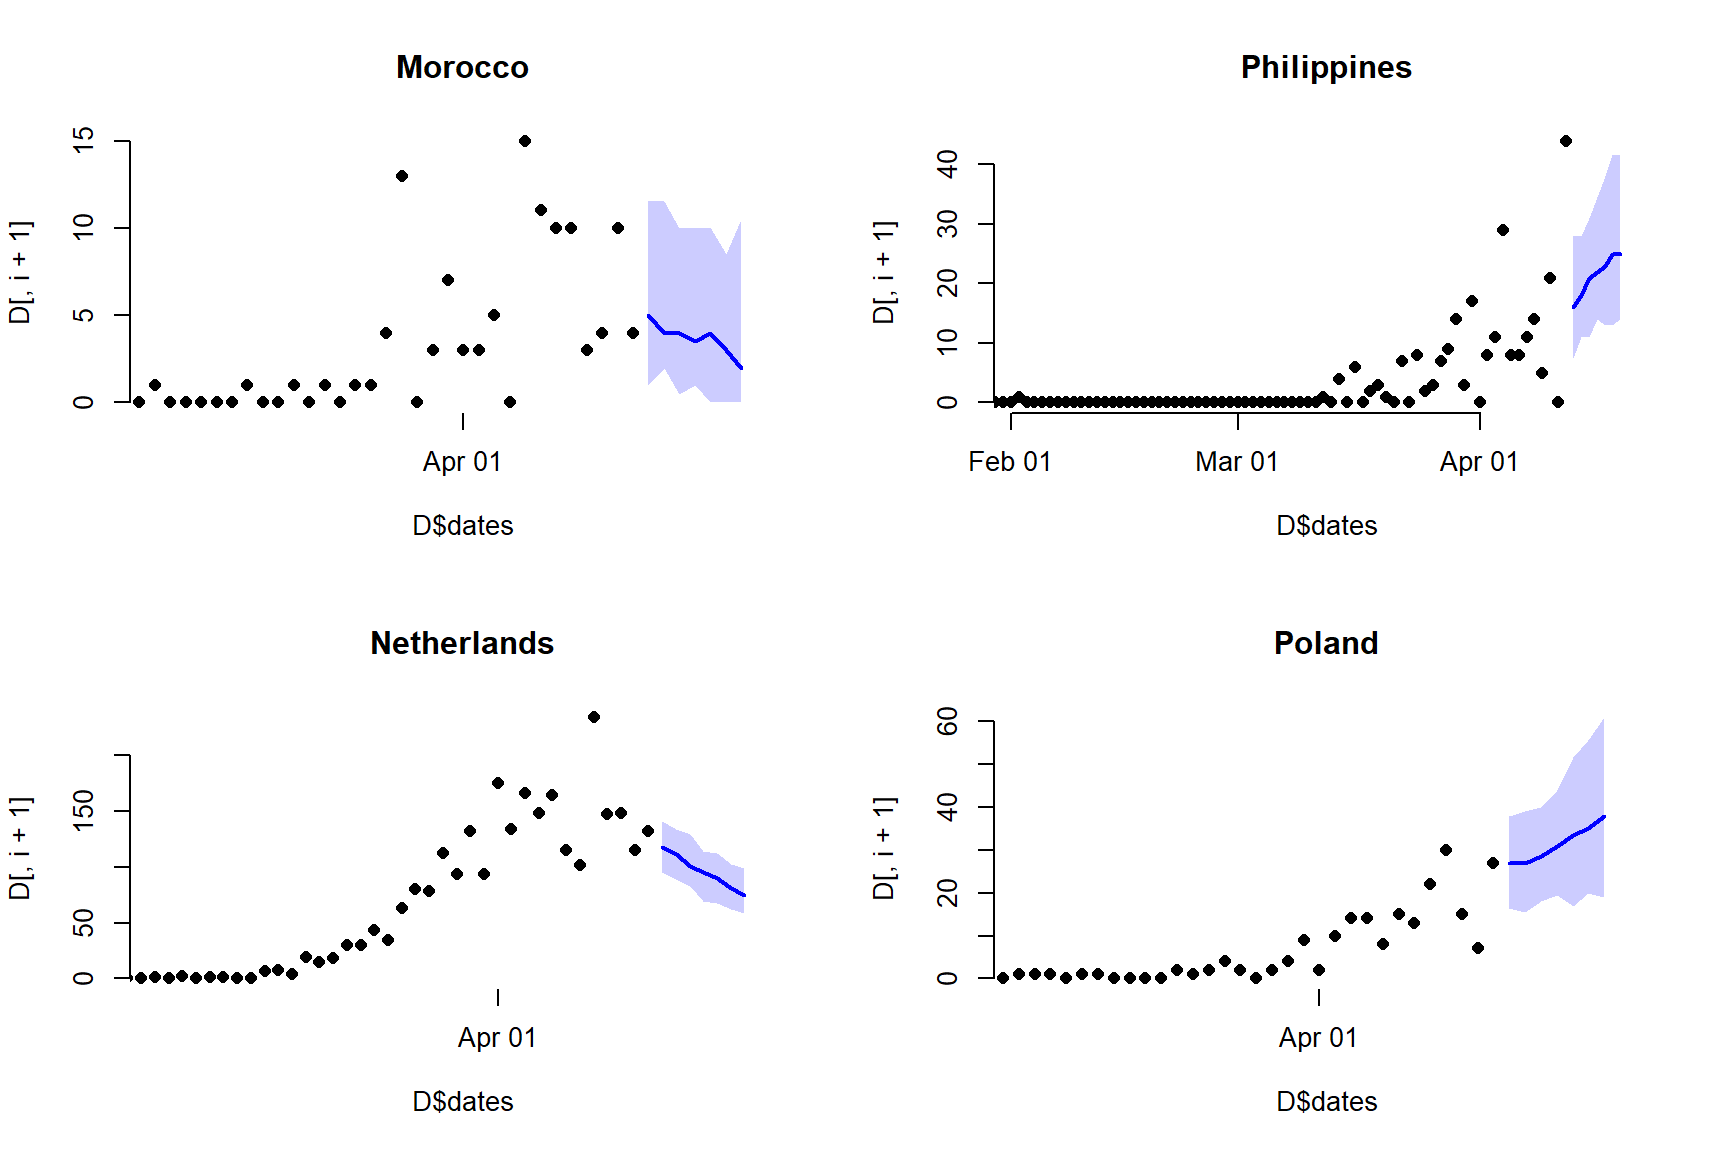 Morocco
D[, i + 1]
15
10
5
0
Apr 01
D$dates
Philippines
D[, i + 1]
40
30
20
10
0
Feb 01 Mar 01 Apr 01
D$dates
Netherlands
D[, i + 1]
150
50
0
Apr 01
D$dates
Poland
D[, i + 1]
60
40
20
0
Apr 01
D$dates